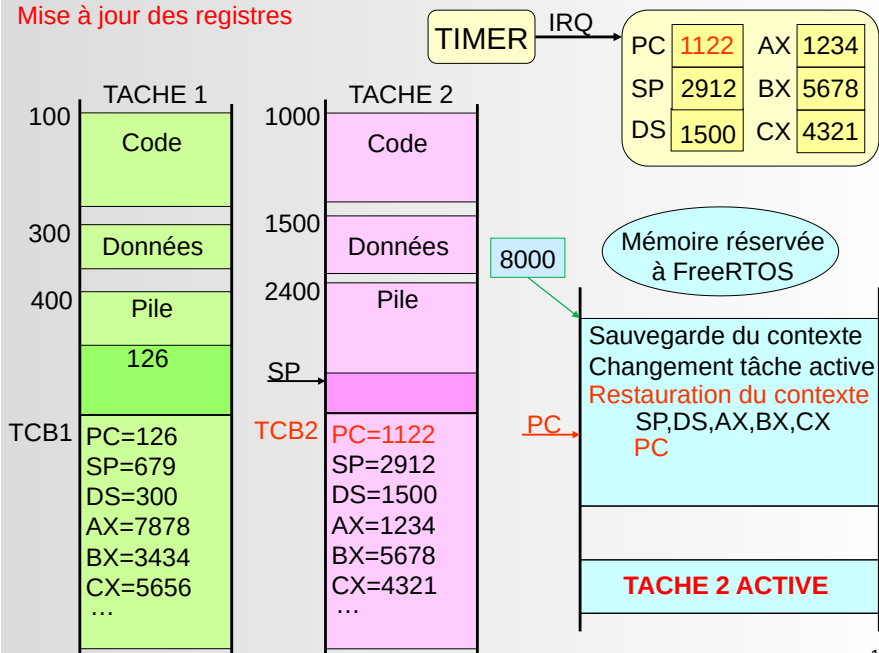 Mise à jour des registres
TIMER
IRQ
PC 1122 AX 1234
SP 2912 BX 5678
DS 1500 CX 4321
TACHE 1
100
Code
300
Données
400
Pile
126
TCB1
PC=126
SP=679
DS=300
AX=7878
BX=3434
CX=5656
…
TACHE 2
1000
Code
1500
Données
2400
Pile
SP
TCB2
PC=1122
SP=2912
DS=1500
AX=1234
BX=5678
CX=4321
…
Mémoire réservée
à FreeRTOS
8000
Sauvegarde du contexte
Changement tâche active
Restauration du contexte
SP,DS,AX,BX,CX
PC
PC
TACHE 2 ACTIVE